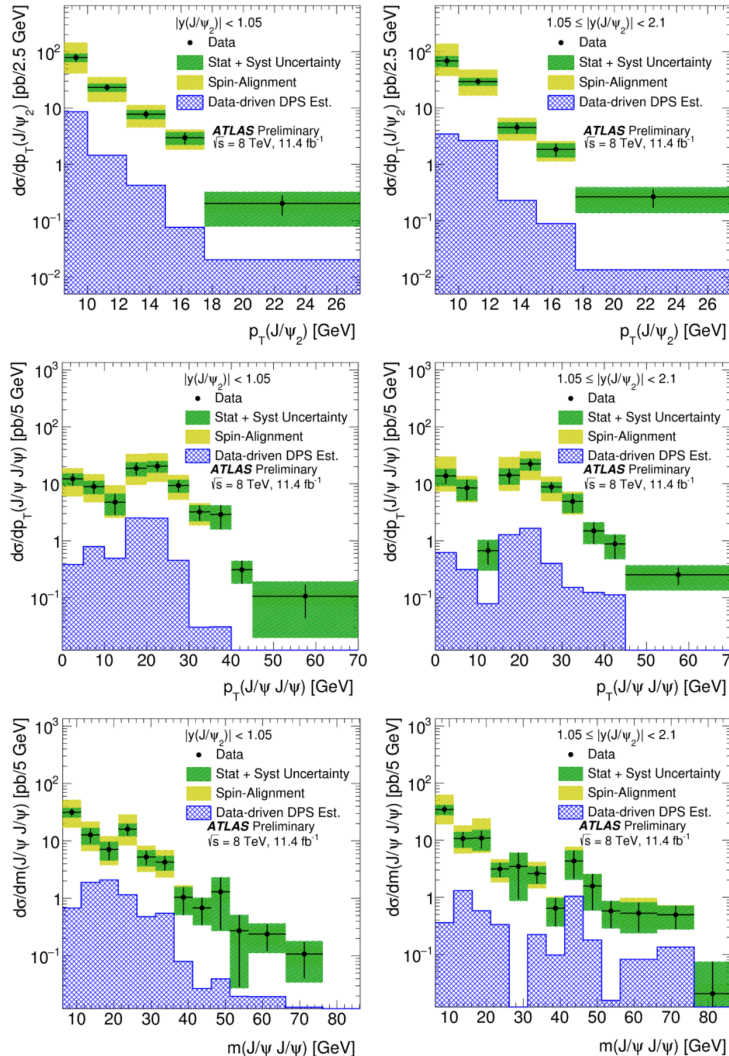 |y(J/ψ₂)| < 1.05
Data
Stat + Syst Uncertainty
Spin-Alignment
Data-driven DPS Est.
ATLAS Preliminary
√s = 8 TeV, 11.4 fb⁻¹
dσ/dp_T(J/ψ₂) [pb/2.5 GeV]
10²
10
1
10⁻¹
10⁻²
10 12 14 16 18 20 22 24 26
p_T(J/ψ₂) [GeV]
1.05 ≤ |y(J/ψ₂)| < 2.1
Data
Stat + Syst Uncertainty
Spin-Alignment
Data-driven DPS Est.
ATLAS Preliminary
√s = 8 TeV, 11.4 fb⁻¹
dσ/dp_T(J/ψ₂) [pb/2.5 GeV]
10²
10
1
10⁻¹
10⁻²
10 12 14 16 18 20 22 24 26
p_T(J/ψ₂) [GeV]
|y(J/ψ₂)| < 1.05
Data
Stat + Syst Uncertainty
Spin-Alignment
Data-driven DPS Est.
ATLAS Preliminary
√s = 8 TeV, 11.4 fb⁻¹
dσ/dp_T(J/ψ J/ψ) [pb/5 GeV]
10³
10²
10
1
10⁻¹
0 10 20 30 40 50 60 70
p_T(J/ψ J/ψ) [GeV]
1.05 ≤ |y(J/ψ₂)| < 2.1
Data
Stat + Syst Uncertainty
Spin-Alignment
Data-driven DPS Est.
ATLAS Preliminary
√s = 8 TeV, 11.4 fb⁻¹
dσ/dp_T(J/ψ J/ψ) [pb/5 GeV]
10³
10²
10
1
10⁻¹
0 10 20 30 40 50 60 70
p_T(J/ψ J/ψ) [GeV]
|y(J/ψ₂)| < 1.05
Data
Stat + Syst Uncertainty
Spin-Alignment
Data-driven DPS Est.
ATLAS Preliminary
√s = 8 TeV, 11.4 fb⁻¹
dσ/dm(J/ψ J/ψ) [pb/5 GeV]
10³
10²
10
1
10⁻¹
10 20 30 40 50 60 70 80
m(J/ψ J/ψ) [GeV]
1.05 ≤ |y(J/ψ₂)| < 2.1
Data
Stat + Syst Uncertainty
Spin-Alignment
Data-driven DPS Est.
ATLAS Preliminary
√s = 8 TeV, 11.4 fb⁻¹
dσ/dm(J/ψ J/ψ) [pb/5 GeV]
10³
10²
10
1
10⁻¹
10 20 30 40 50 60 70 80
m(J/ψ J/ψ) [GeV]